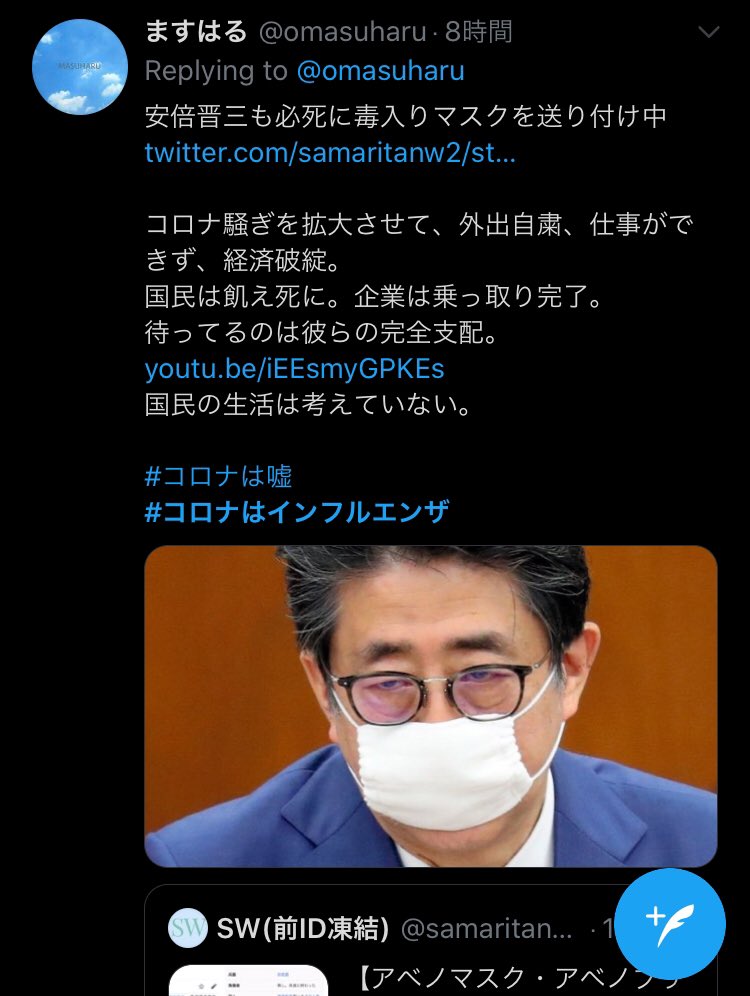 ますはる @omasuharu · 8時間
MASUHARU
Replying to @omasuharu
安倍晋三も必死に毒入りマスクを送り付け中
twitter.com/samaritanw2/st…
コロナ騒ぎを拡大させて、外出自粛、仕事がで
きず、経済破綻。
国民は飢え死に。企業は乗っ取り完了。
待ってるのは彼らの完全支配。
youtu.be/iEEsmyGPKEs
国民の生活は考えていない。
#コロナは嘘
#コロナはインフルエンザ
SW SW(前ID凍結) @samaritan... · 1
【アベノマスク・アベノ